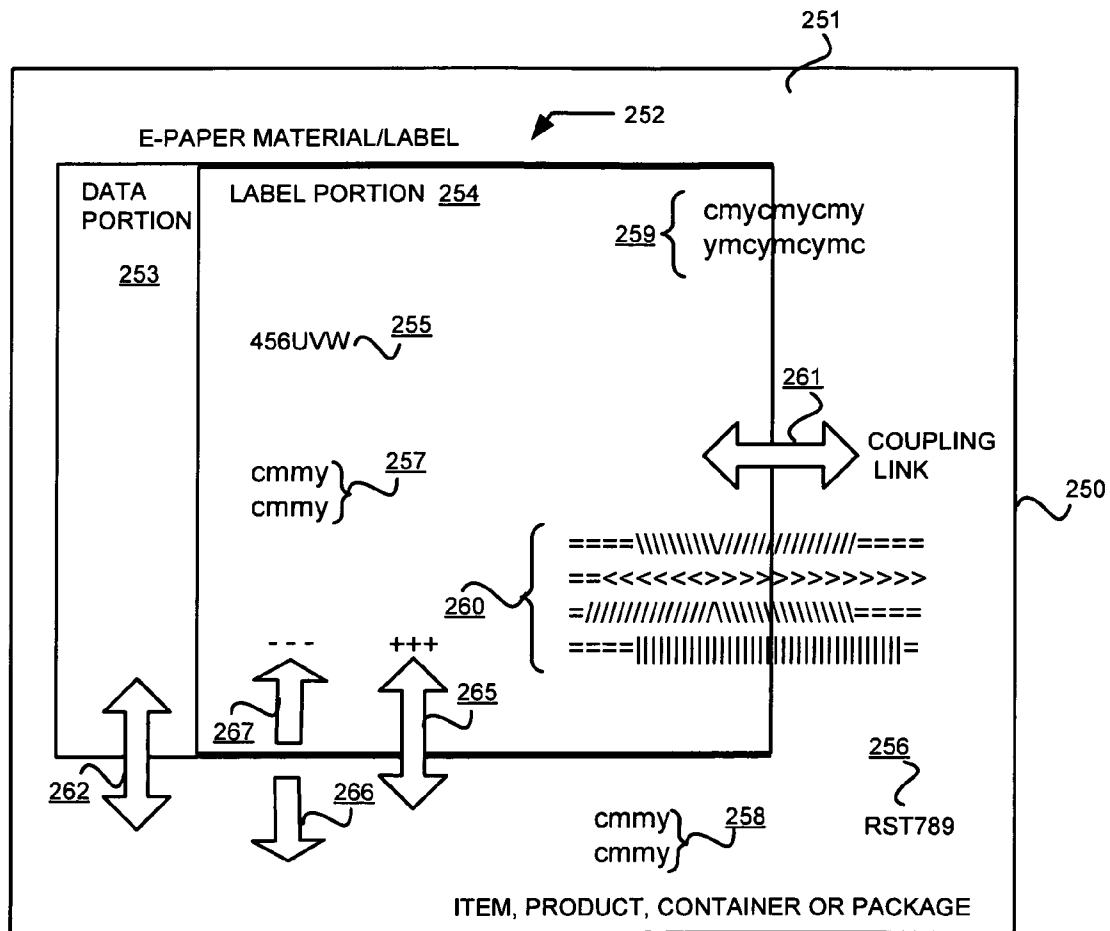 251
252
E-PAPER MATERIAL/LABEL
DATA
PORTION
253
LABEL PORTION 254
259
cmycmycmy
ymcymcymc
456UVW
255
261
COUPLING
LINK
250
cmmy
cmmy
257
260
==<<<<<<>>>>>>>>>>>>>
- - -
+++
267
265
262
266
256
RST789
cmmy
cmmy
258
ITEM, PRODUCT, CONTAINER OR PACKAGE